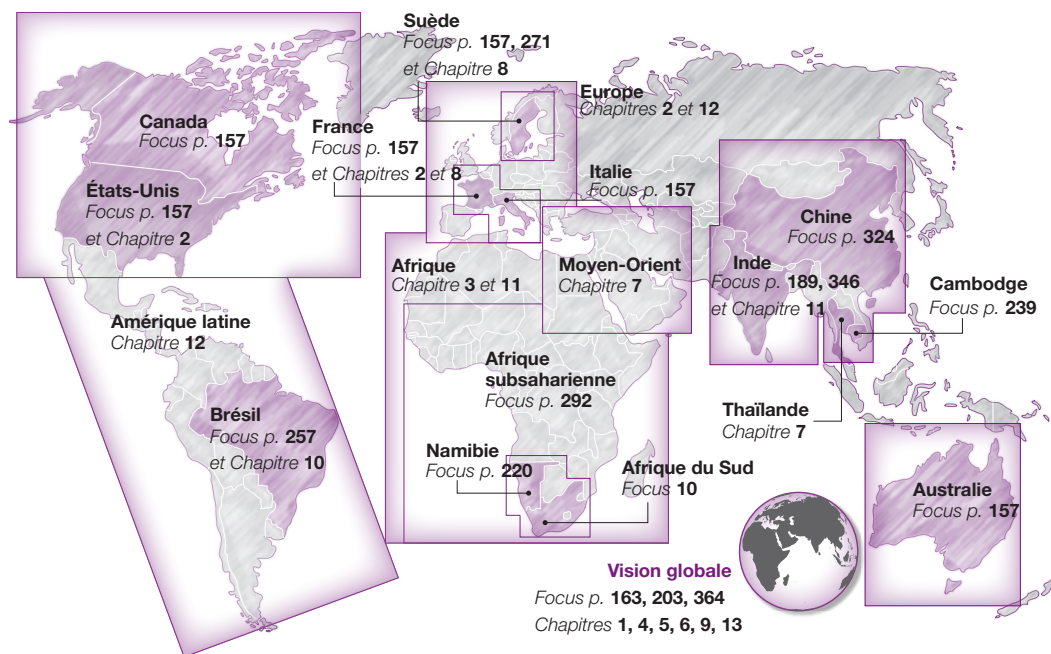 Suède
Focus p. 157, 271
et Chapitre 8
Europe
Chapitres 2 et 12
Canada
Focus p. 157
France
Focus p. 157
et Chapitres 2 et 8
Italie
Focus p. 157
États-Unis
Focus p. 157
et Chapitre 2
Chine
Focus p. 324
Afrique
Chapitre 3 et 11
Moyen-Orient
Chapitre 7
Inde
Focus p. 189, 346
et Chapitre 11
Cambodge
Focus p. 239
Amérique latine
Chapitre 12
Afrique
subsaharienne
Focus p. 292
Brésil
Focus p. 257
et Chapitre 10
Thaïlande
Chapitre 7
Namibie
Focus p. 220
Afrique du Sud
Focus 10
Australie
Focus p. 157
Vision globale
Focus p. 163, 203, 364
Chapitres 1, 4, 5, 6, 9, 13